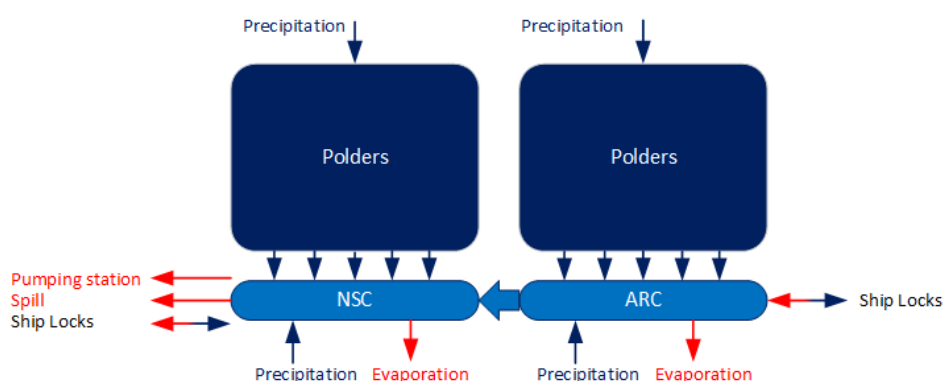 Precipitation
Precipitation
Polders
Polders
Pumping station
Spill
Ship Locks
NSC
ARC
Ship Locks
Precipitation
Evaporation
Precipitation
Evaporation